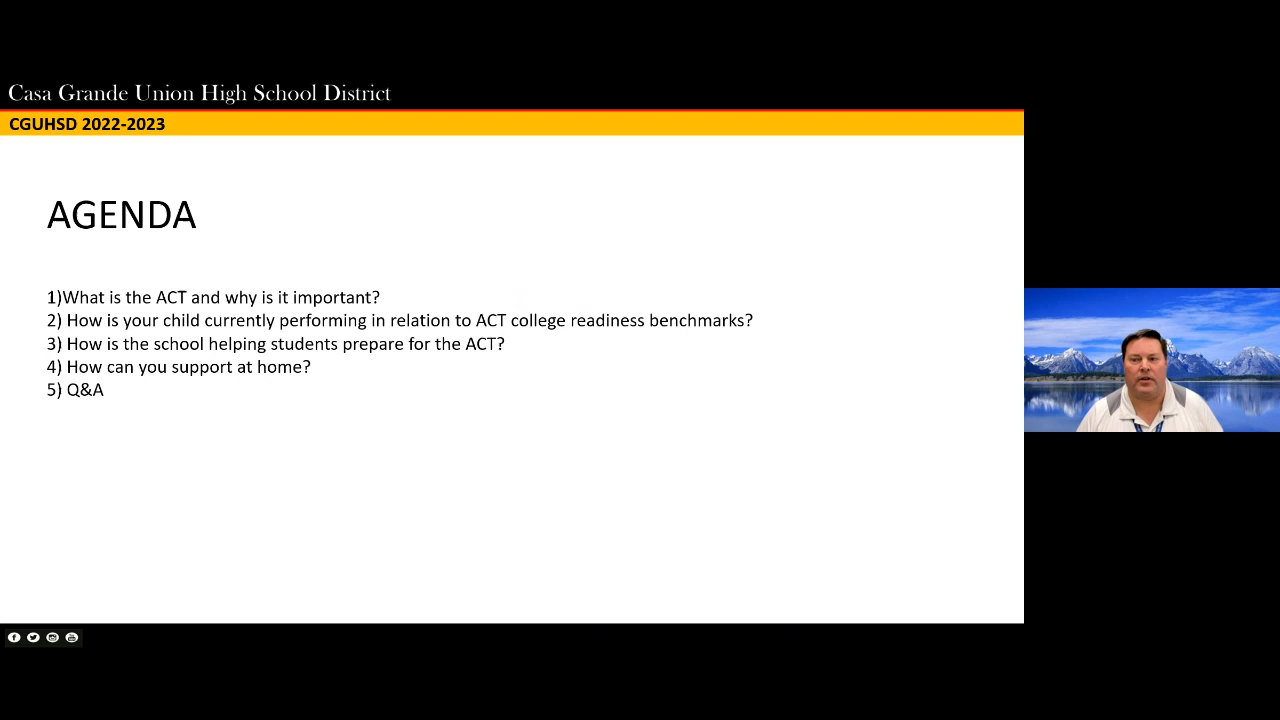 Casa Grande Union High School District
CGUHSD 2022-2023
AGENDA
1)What is the ACT and why is it important?
2) How is your child currently performing in relation to ACT college readiness benchmarks?
3) How is the school helping students prepare for the ACT?
4) How can you support at home?
5) Q&A